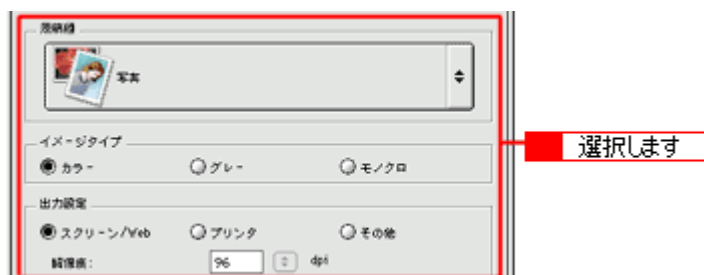 原稿種
写真
イメージタイプ
カラー
グレー
モノクロ
選択します
出力設定
スクリーン/Web
プリンタ
その他
解像度:
96
dpi